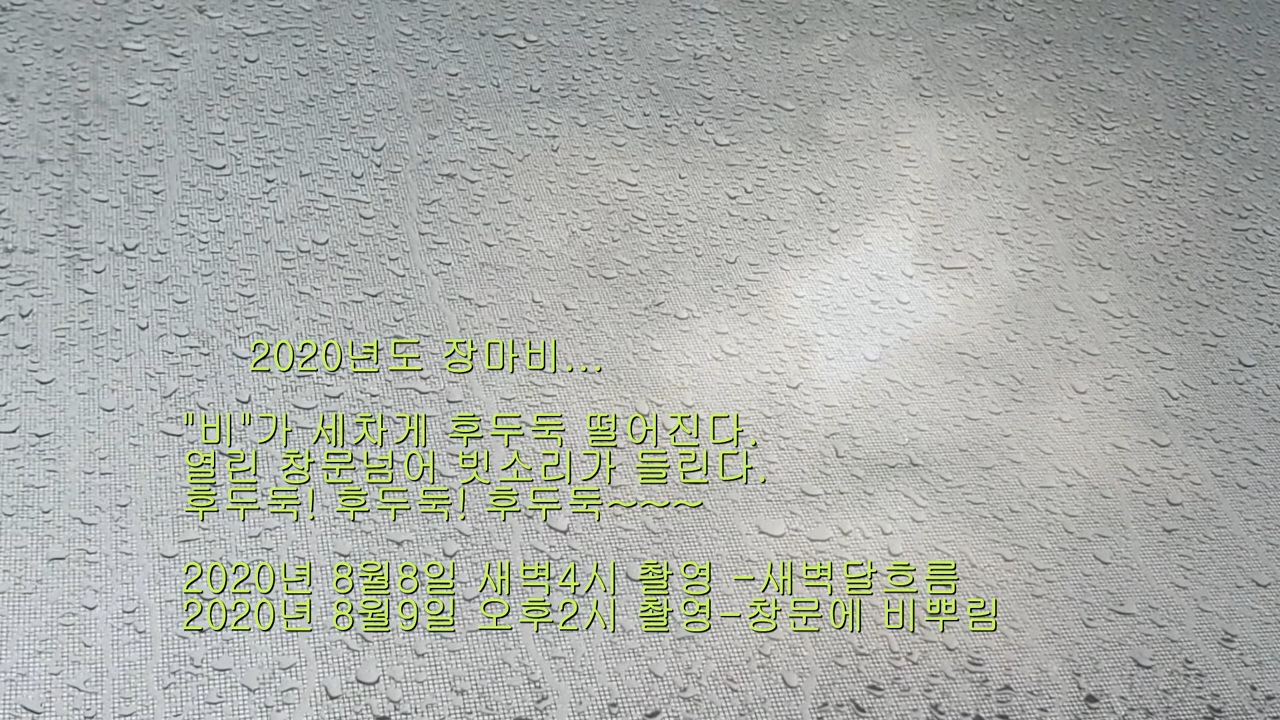 2020년도 장마비...
"비"가 세차게 후두둑 떨어진다.
열린 창문넘어 빗소리가 들린다.
후두둑! 후두둑! 후두둑~~~
2020년 8월8일 새벽4시 촬영 -새벽달흐름
2020년 8월9일 오후2시 촬영-창문에 비뿌림